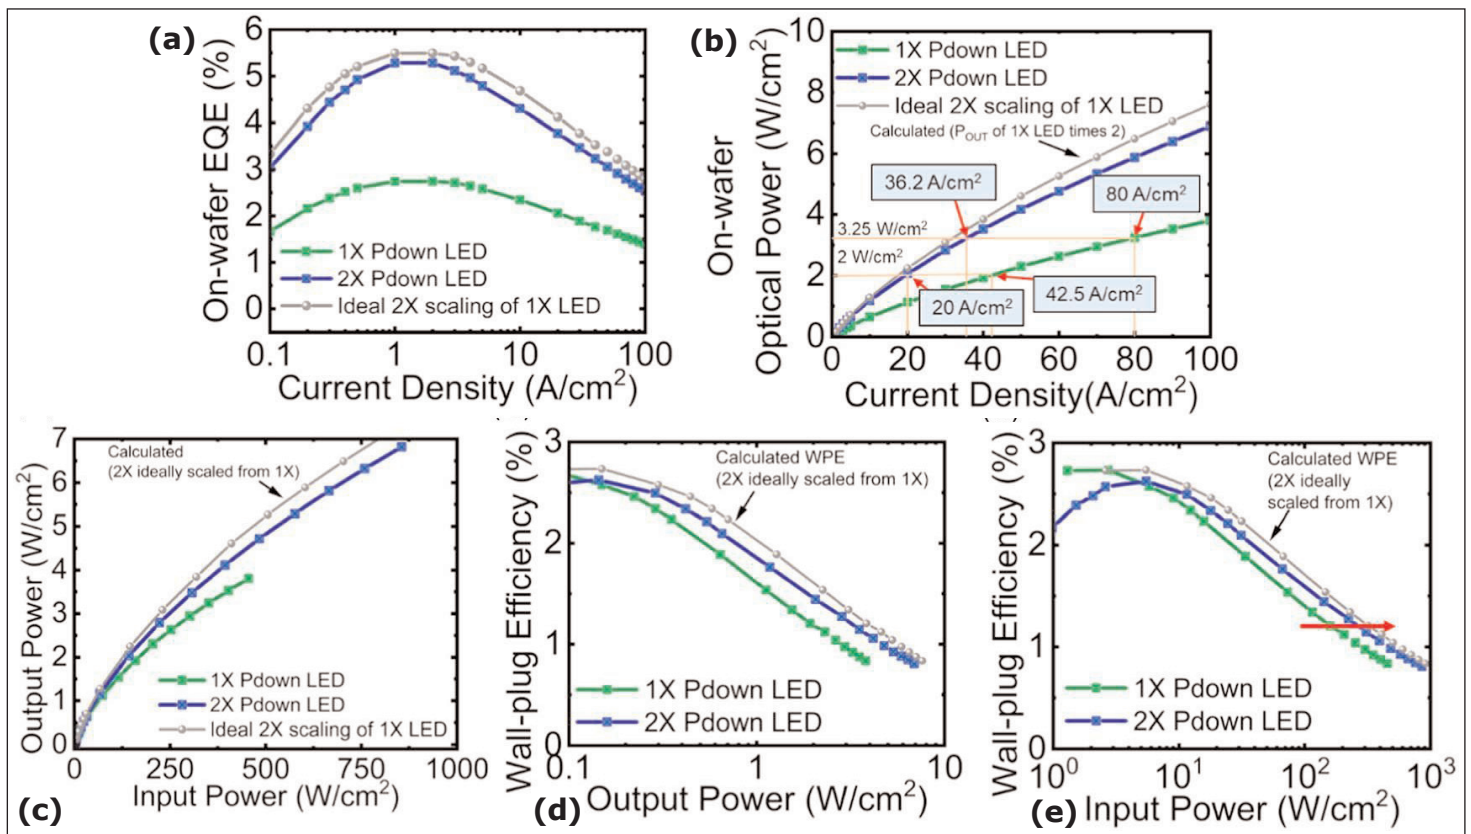 (a)
On-wafer EQE (%)
6
5
4
3
2
1
0
1X Pdown LED
2X Pdown LED
Ideal 2X scaling of 1X LED
0.1
1
10
100
Current Density (A/cm²)
(b)
On-wafer
Optical Power (W/cm²)
10
8
6
4
2
0
1X Pdown LED
2X Pdown LED
Ideal 2X scaling of 1X LED
Calculated (P_OUT of 1X LED times 2)
36.2 A/cm²
80 A/cm²
3.25 W/cm²
2 W/cm²
20 A/cm²
42.5 A/cm²
0
20
40
60
80
100
Current Density(A/cm²)
(c)
Output Power (W/cm²)
7
6
5
4
3
2
1
0
Calculated
(2X ideally scaled from 1X)
1X Pdown LED
2X Pdown LED
Ideal 2X scaling of 1X LED
0
250
500
750
1000
Input Power (W/cm²)
(d)
Wall-plug Efficiency (%)
3
2
1
0
Calculated WPE
(2X ideally scaled from 1X)
1X Pdown LED
2X Pdown LED
0.1
1
10
Output Power (W/cm²)
(e)
Wall-plug Efficiency (%)
3
2
1
0
Calculated WPE
(2X ideally
scaled from 1X)
1X Pdown LED
2X Pdown LED
10⁰
10¹
10²
10³
Input Power (W/cm²)